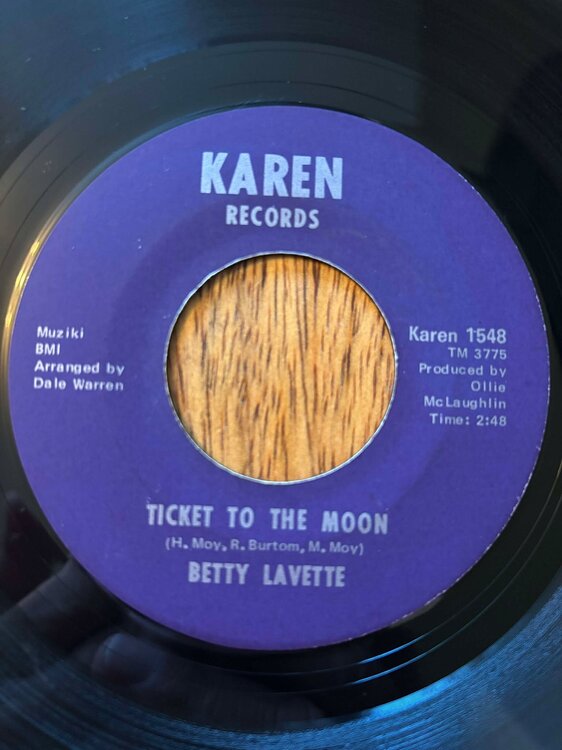 KAREN
RECORDS
Muziki
BMI
Arranged by
Dale Warren
Karen 1548
TM 3775
Produced by
Ollie
McLaughlin
Time: 2:48
TICKET TO THE MOON
(H. Moy, R. Burtom, M. Moy)
BETTY LAVETTE